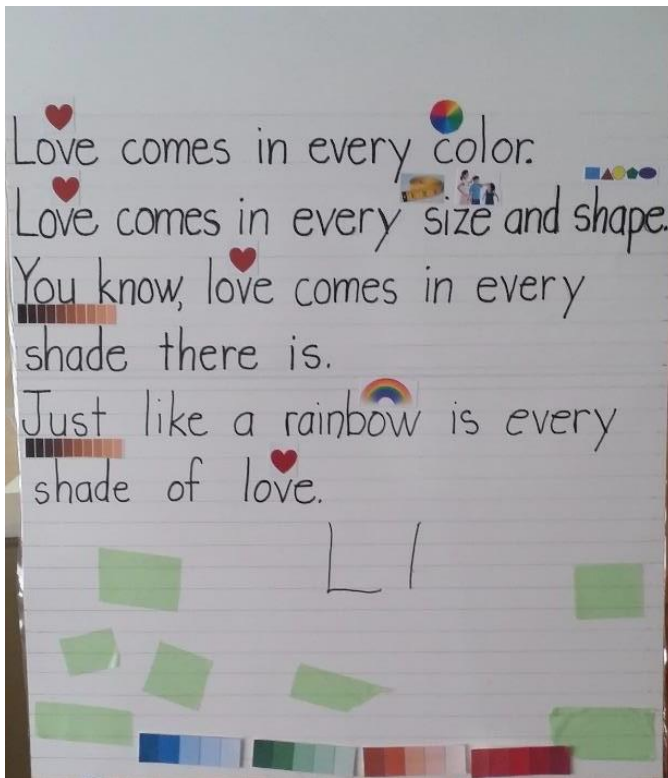 Love comes in every color.
Love comes in every size and shape.
You know, love comes in every
shade there is.
Just like a rainbow is every
shade of love.
L l